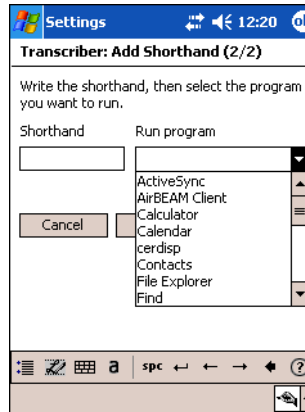 Settings 12:20 ok
Transcriber: Add Shorthand (2/2)
Write the shorthand, then select the program
you want to run.
Shorthand Run program
ActiveSync
AirBEAM Client
Calculator
Cancel Calendar
cerdisp
Contacts
File Explorer
Find
a spc ?